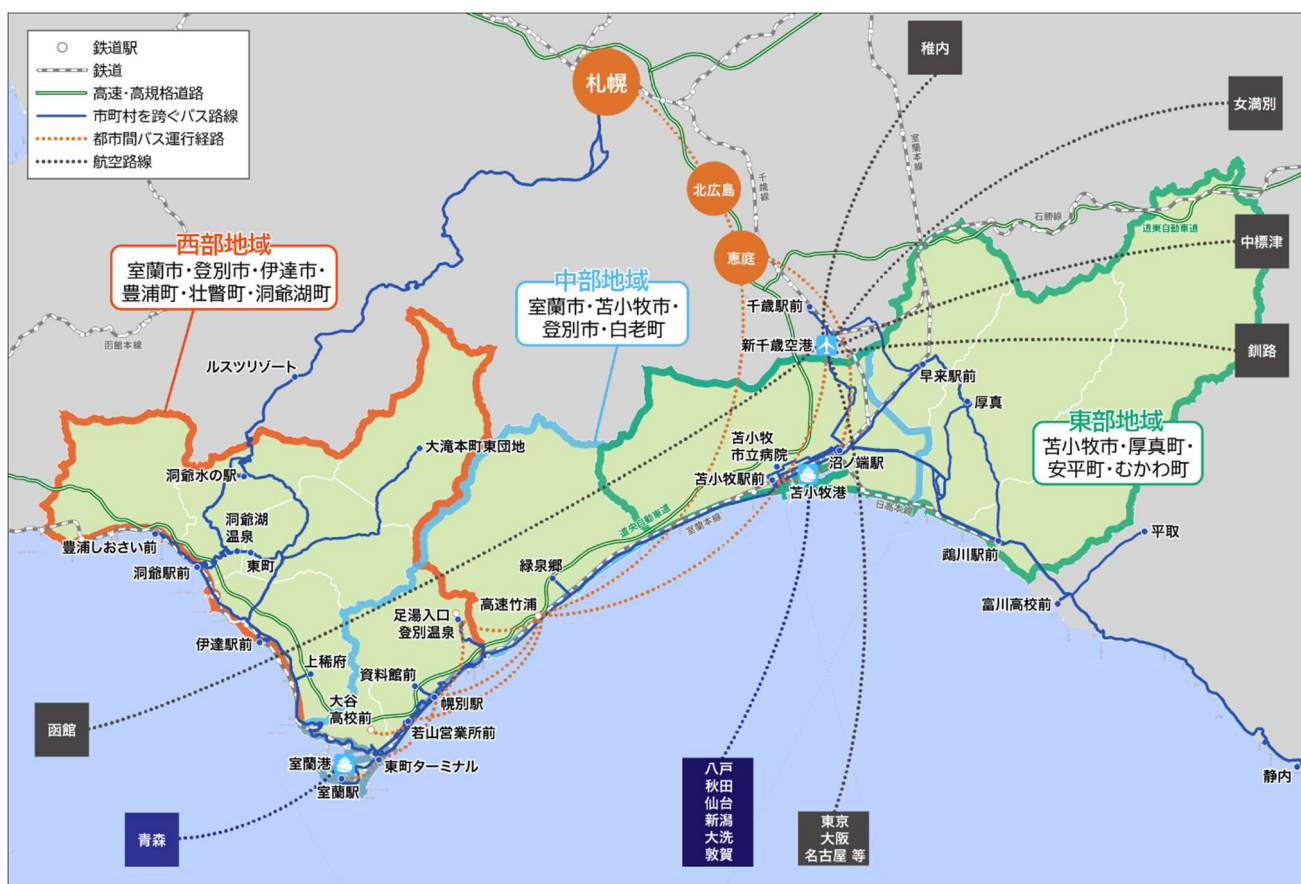 鉄道駅
鉄道
高速・高規格道路
市町村を跨ぐバス路線
都市間バス運行経路
航空路線
札幌
稚内
女満別
室蘭本線
北広島
千歳線
石勝線
道東自動車道
恵庭
中標津
西部地域
室蘭市・登別市・伊達市・
豊浦町・壮瞥町・洞爺湖町
中部地域
室蘭市・苫小牧市・
登別市・白老町
千歳駅前
新千歳空港
釧路
函館本線
ルスツリゾート
早来駅前
厚真
東部地域
苫小牧市・厚真町・
安平町・むかわ町
大滝本町東団地
苫小牧
市立病院
沼ノ端駅
洞爺水の駅
苫小牧駅前
苫小牧港
日高本線
道央自動車道
室蘭本線
洞爺湖
温泉
東町
豊浦しおさい前
洞爺駅前
平取
鵡川駅前
緑泉郷
高速竹浦
富川高校前
足湯入口
登別温泉
伊達駅前
上稀府
資料館前
大谷
高校前
幌別駅
若山営業所前
函館
室蘭港
室蘭駅
東町ターミナル
静内
青森
八戸
秋田
仙台
新潟
大洗
敦賀
東京
大阪
名古屋 等